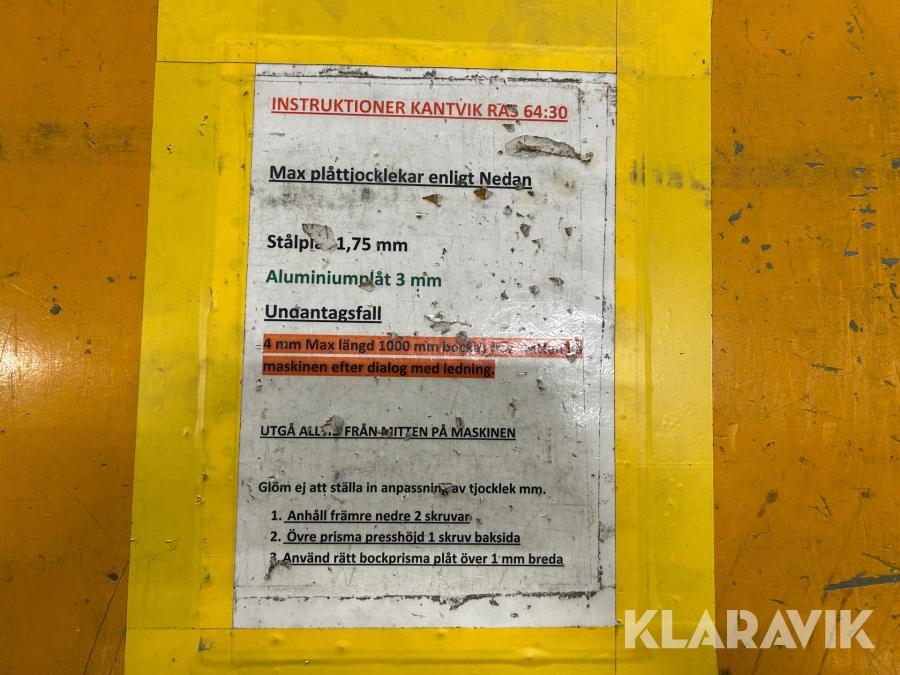 INSTRUKTIONER KANTVIK RAS 64:30
Max plåttjocklekar enligt Nedan
1,75 mm
Aluminiumplåt 3 mm
Undantagsfall
4 mm Max längd 1000 mm
maskinen efter dialog med ledning.
UTGÅ ALLTID FRÅN MITTEN PÅ MASKINEN
Glöm ej att ställa in anpassning av tjocklek mm.
1. Anhåll främre nedre 2 skruvar
2. Övre prisma presshöjd 1 skruv baksida
3. Använd rätt bockprisma plåt över 1 mm breda
KLARAVIK